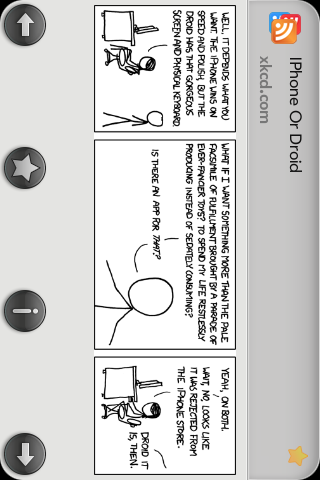 IPhone Or Droid
xkcd.com
WELL, IT DEPENDS WHAT YOU
WANT. THE IPHONE WINS ON
SPEED AND POLISH, BUT THE
DROID HAS THAT GORGEOUS
SCREEN AND PHYSICAL KEYBOARD.
WHAT IF I WANT SOMETHING MORE THAN THE PALE
FACSIMILE OF FULFILLMENT BROUGHT BY A PARADE OF
EVER-FANCIER TOYS? TO SPEND MY LIFE RESTLESSLY
PRODUCING INSTEAD OF SEDATELY CONSUMING?
IS THERE AN APP FOR THAT?
YEAH, ON BOTH.
WAIT, NO, LOOKS LIKE
IT WAS REJECTED FROM
THE IPHONE STORE.
DROID IT
IS, THEN.